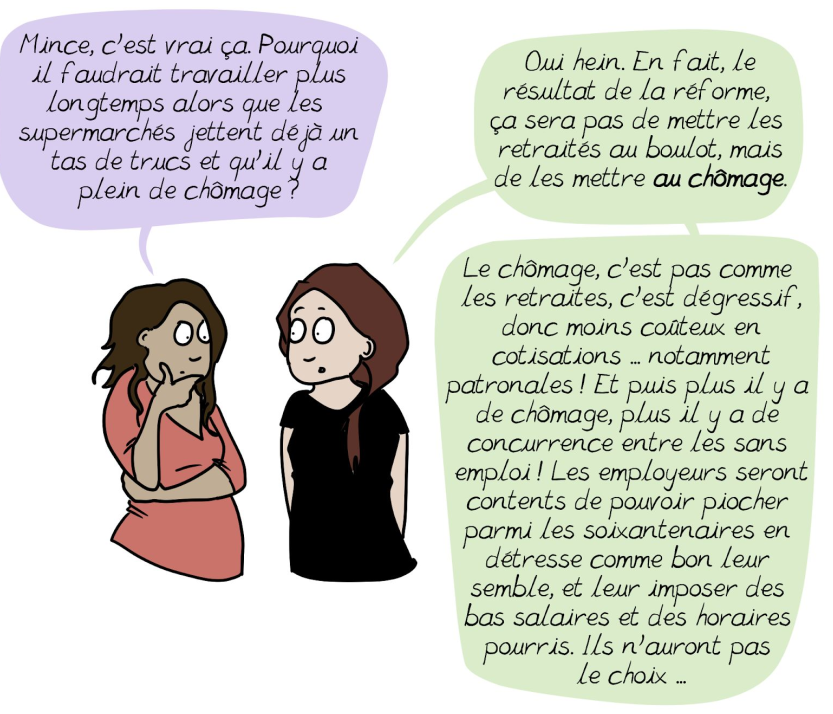 Mince, c'est vrai ça. Pourquoi
il faudrait travailler plus
longtemps alors que les
supermarchés jettent déjà un
tas de trucs et qu'il y a
plein de chômage ?
Oui hein. En fait, le
résultat de la réforme,
ça sera pas de mettre les
retraités au boulot, mais
de les mettre au chômage.
Le chômage, c'est pas comme
les retraites, c'est dégressif,
donc moins coûteux en
cotisations ... notamment
patronales ! Et puis plus il y a
de chômage, plus il y a de
concurrence entre les sans
emploi ! Les employeurs seront
contents de pouvoir piocher
parmi les soixantenaires en
détresse comme bon leur
semble, et leur imposer des
bas salaires et des horaires
pourris. Ils n'auront pas
le choix ...